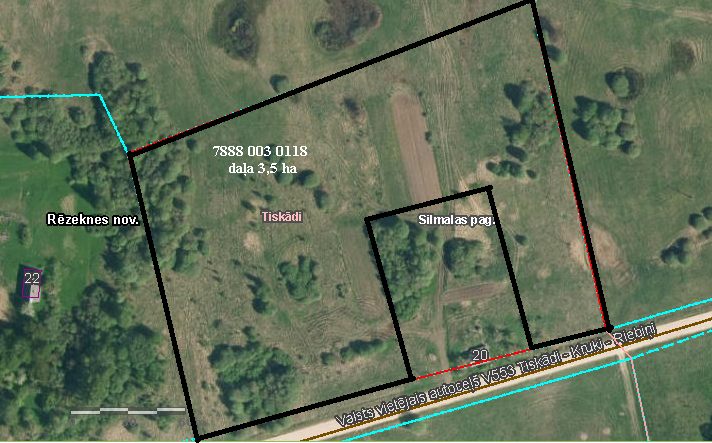 7888 003 0118
daļa 3,5 ha
Rēzeknes nov.
Tiskādi
Silmalas pag.
22
20
Valsts vietējais autoceļš V553 Tiskādi - Kruķi - Riebiņi